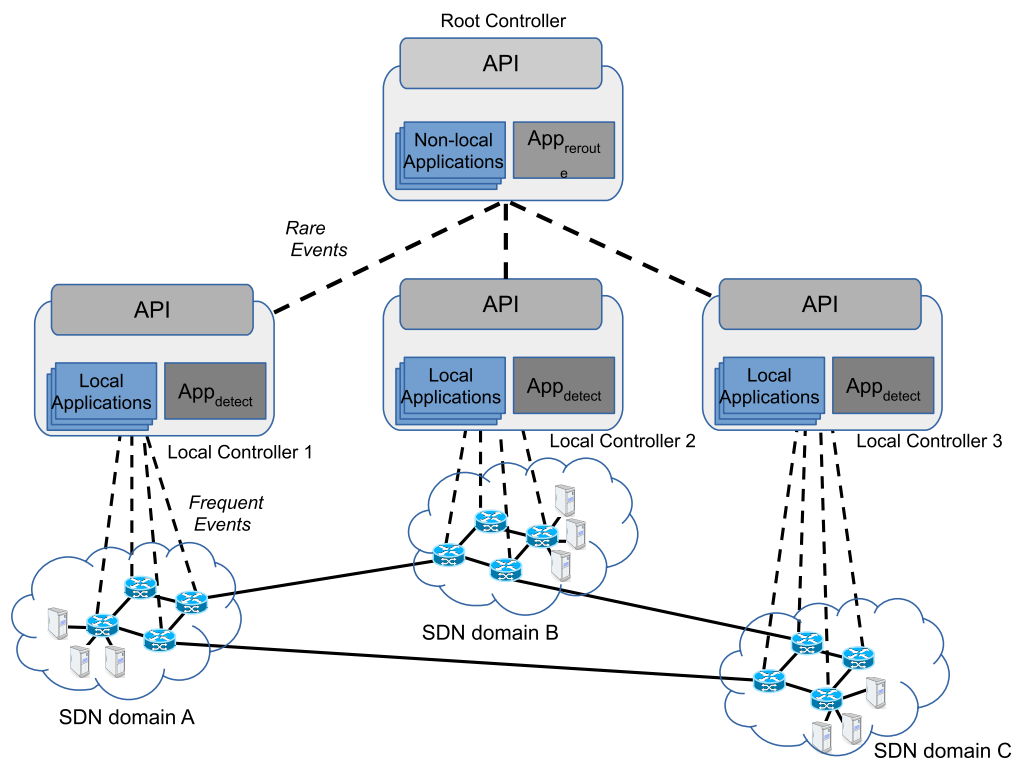 Root Controller
API
Non-local
Applications
App rerout
e
Rare
Events
API
API
API
Local
Applications
App detect
Local
Applications
App detect
Local
Applications
App detect
Local Controller 1
Local Controller 2
Local Controller 3
Frequent
Events
SDN domain A
SDN domain B
SDN domain C